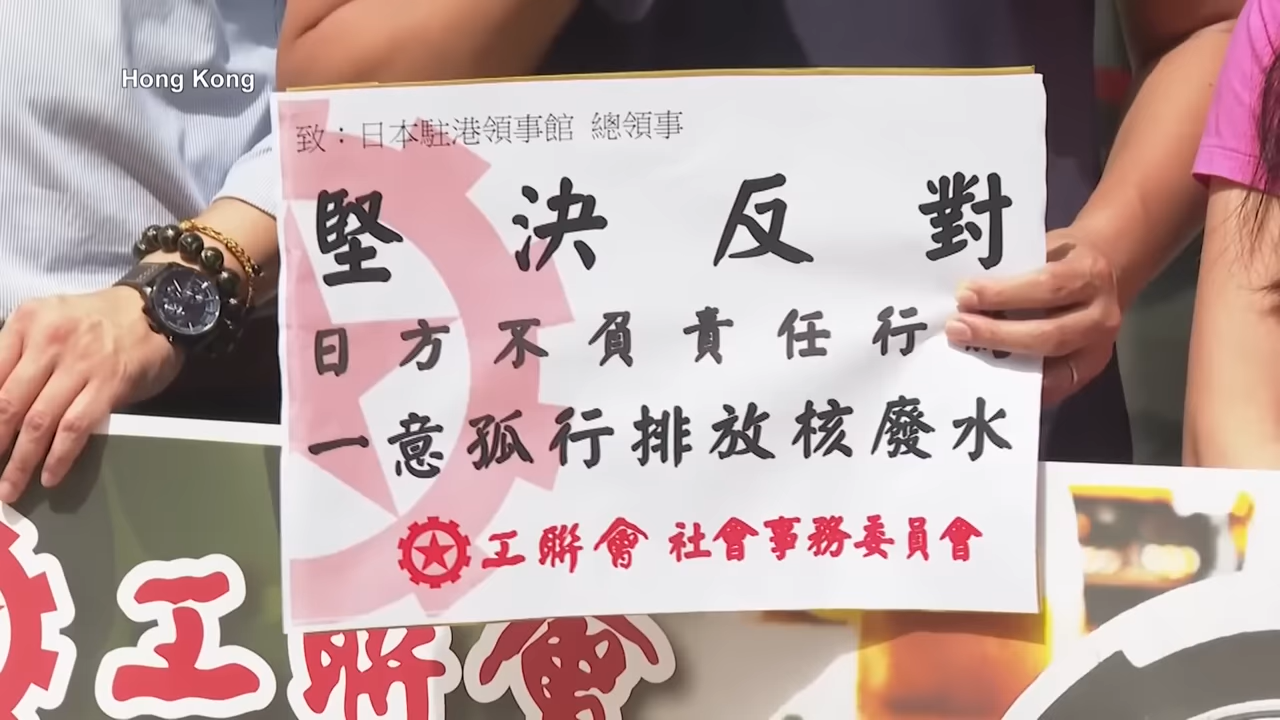 Hong Kong
致：日本駐港領事館 總領事
堅決反對
日方不負責任行
一意孤行排放核廢水
工聯會 社會事務委員會
工聯會